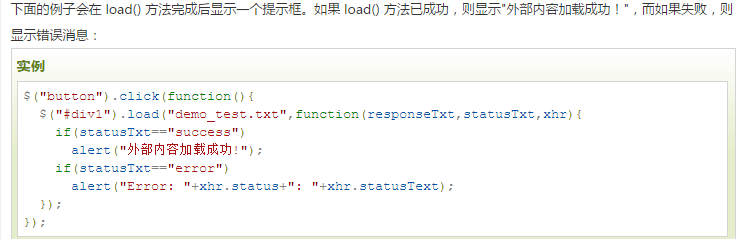 下面的例子会在 load() 方法完成后显示一个提示框。如果 load() 方法已成功，则显示"外部内容加载成功！"，而如果失败，则
显示错误消息：
实例
$("button").click(function(){
  $("#div1").load("demo_test.txt",function(responseTxt,statusTxt,xhr){
    if(statusTxt=="success")
      alert("外部内容加载成功!");
    if(statusTxt=="error")
      alert("Error: "+xhr.status+": "+xhr.statusText);
  });
});